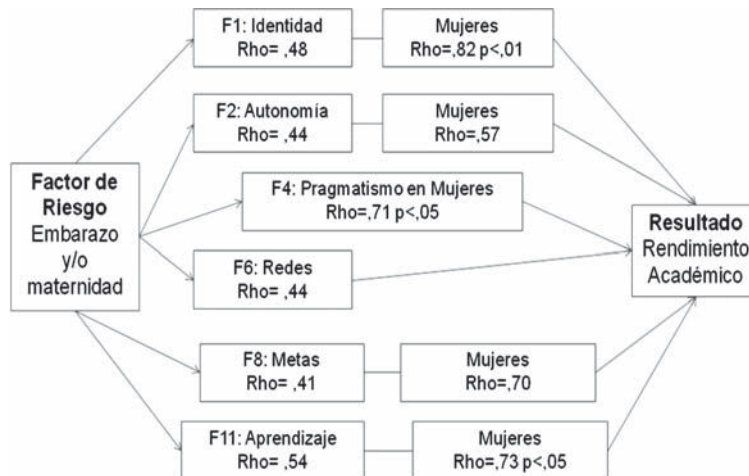 F1: Identidad
Rho= ,48
Mujeres
Rho=,82 p<,01
F2: Autonomía
Rho= ,44
Mujeres
Rho=,57
Factor de
Riesgo
Embarazo
y/o
maternidad
F4: Pragmatismo en Mujeres
Rho=,71 p<,05
F6: Redes
Rho= ,44
Resultado
Rendimiento
Académico
F8: Metas
Rho= ,41
Mujeres
Rho=,70
F11: Aprendizaje
Rho= ,54
Mujeres
Rho=,73 p<,05